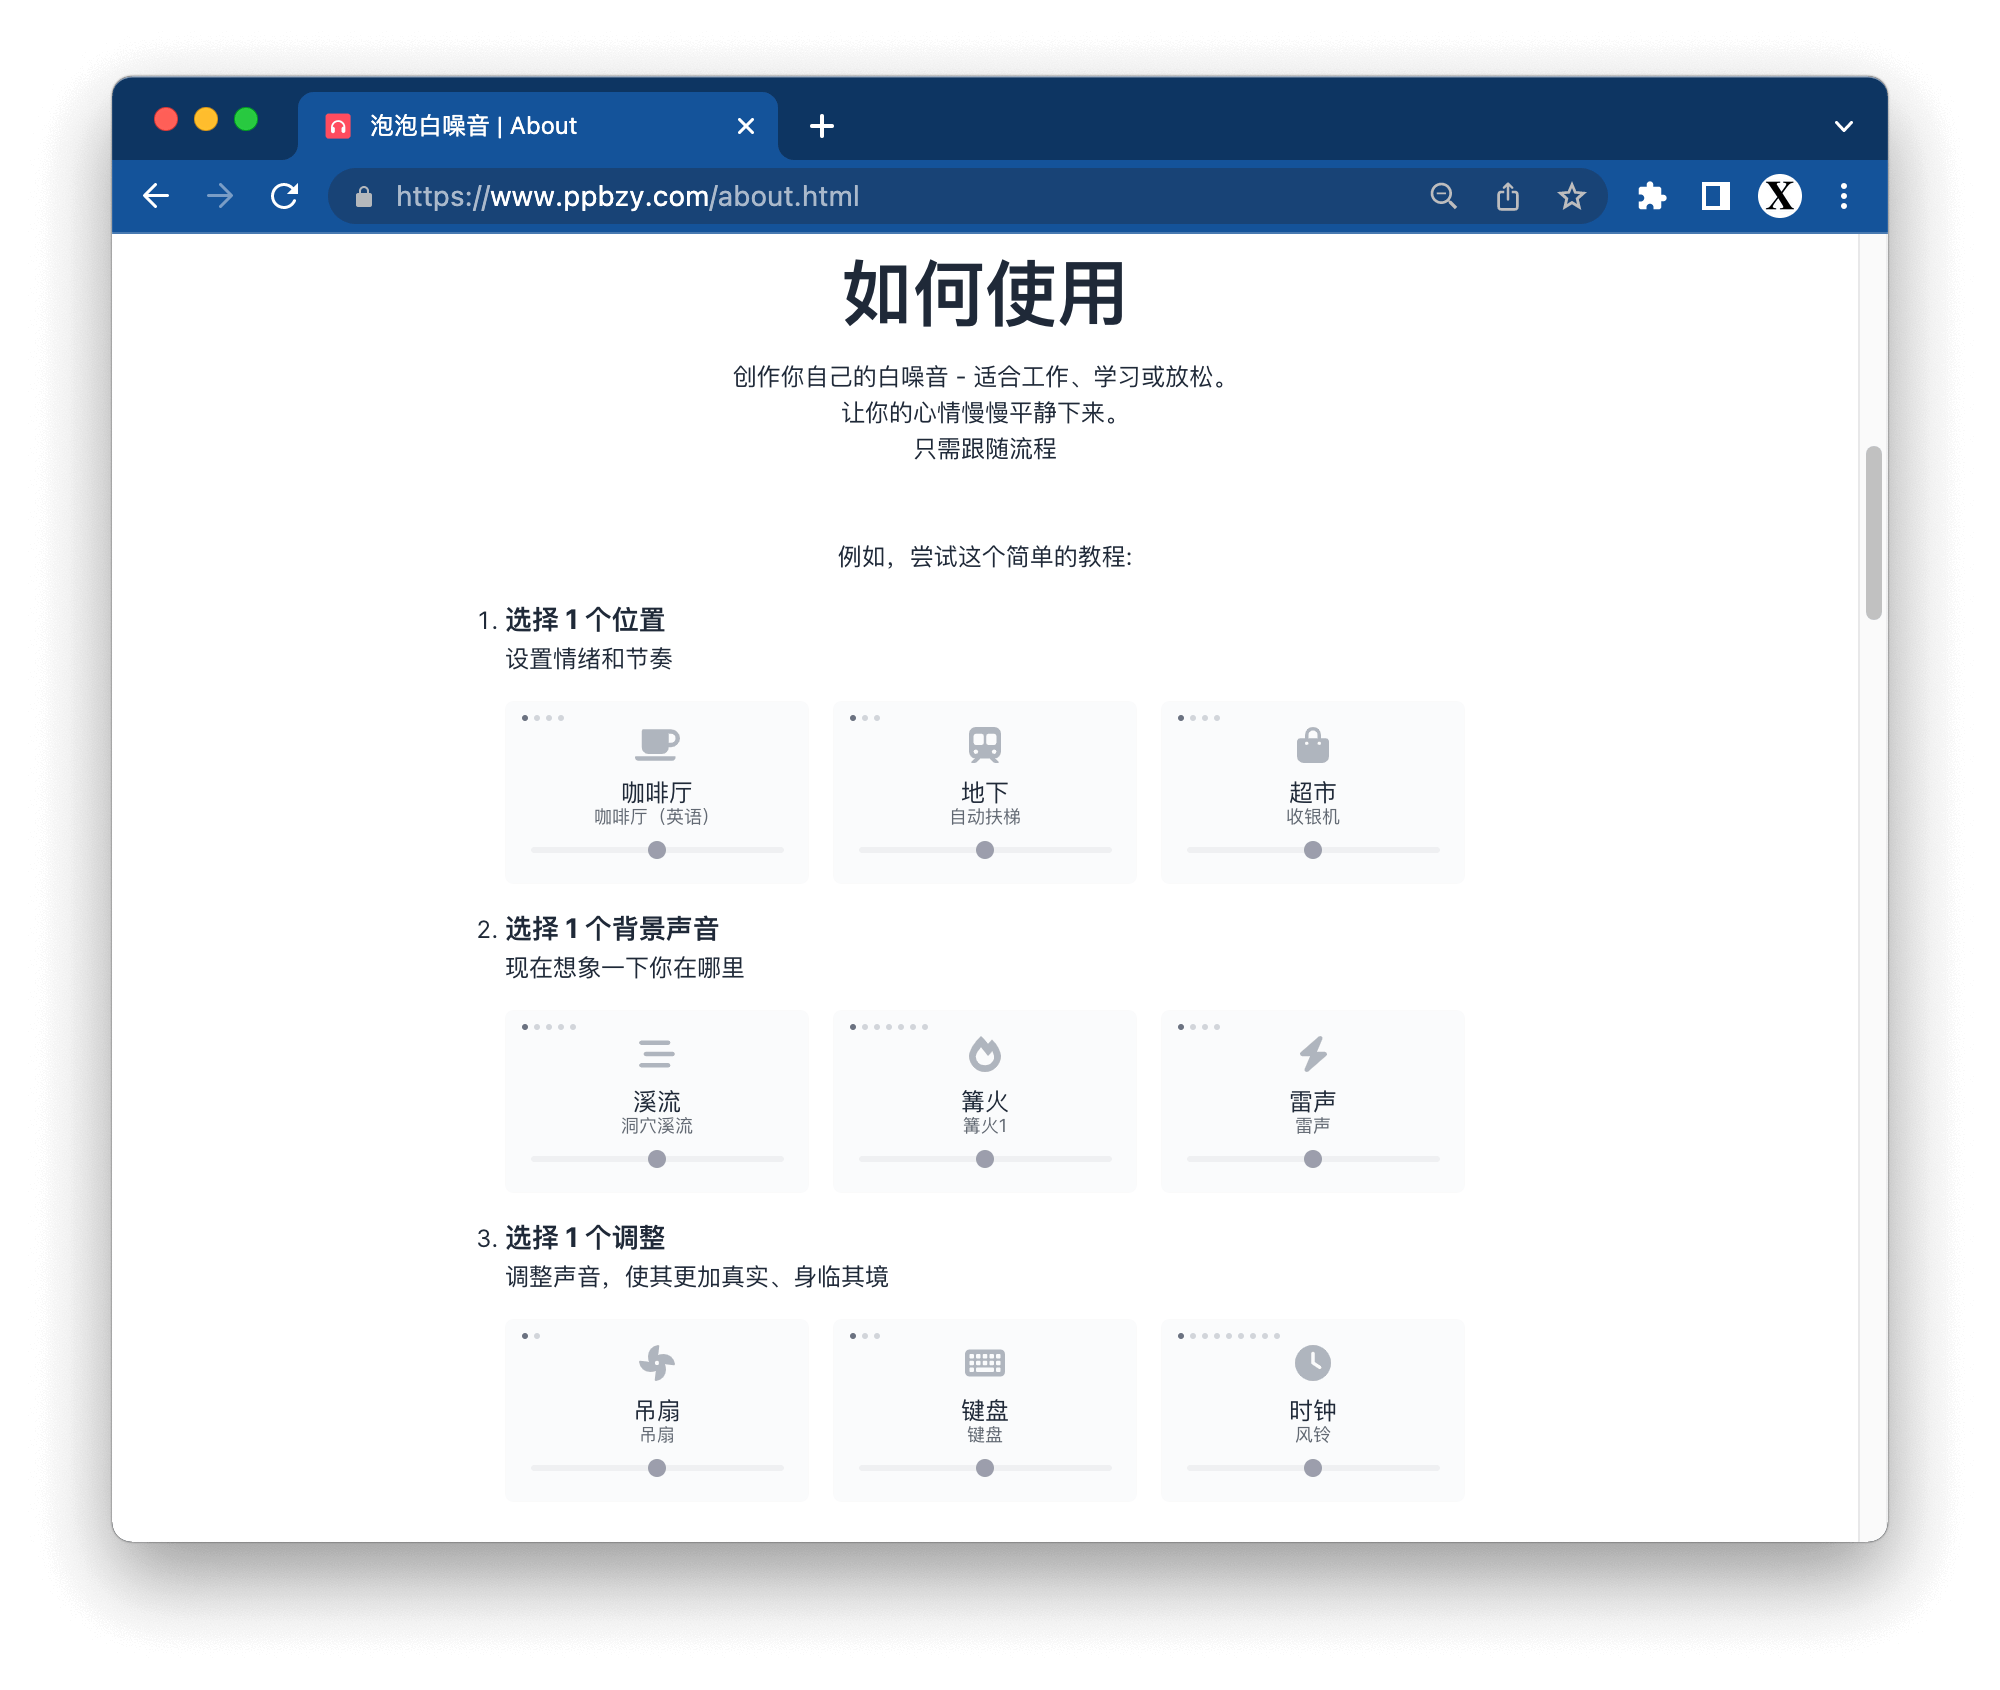 泡泡白噪音 | About
https://www.ppbzy.com/about.html
X
如何使用
创作你自己的白噪音 - 适合工作、学习或放松。
让你的心情慢慢平静下来。
只需跟随流程
例如，尝试这个简单的教程:
1. 选择 1 个位置
设置情绪和节奏
咖啡厅
咖啡厅（英语）
地下
自动扶梯
超市
收银机
2. 选择 1 个背景声音
现在想象一下你在哪里
溪流
洞穴溪流
篝火
篝火1
雷声
雷声
3. 选择 1 个调整
调整声音，使其更加真实、身临其境
吊扇
吊扇
键盘
键盘
时钟
风铃